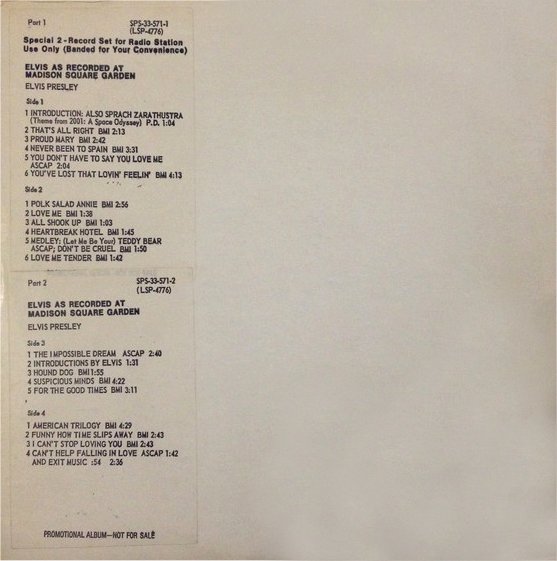 Part 1 SPS-33-571-1
(LSP-4776)
Special 2-Record Set for Radio Station
Use Only (Banded for Your Convenience)
ELVIS AS RECORDED AT
MADISON SQUARE GARDEN
ELVIS PRESLEY
Side 1
1 INTRODUCTION: ALSO SPRACH ZARATHUSTRA
(Theme from 2001: A Space Odyssey) P.D. 1:04
2 THAT'S ALL RIGHT BMI 2:13
3 PROUD MARY BMI 2:42
4 NEVER BEEN TO SPAIN BMI 3:31
5 YOU DON'T HAVE TO SAY YOU LOVE ME
ASCAP 2:04
6 YOU'VE LOST THAT LOVIN' FEELIN' BMI 4:13
Side 2
1 POLK SALAD ANNIE BMI 2:56
2 LOVE ME BMI 1:38
3 ALL SHOOK UP BMI 1:03
4 HEARTBREAK HOTEL BMI 1:45
5 MEDLEY: (Let Me Be Your) TEDDY BEAR
ASCAP; DON'T BE CRUEL BMI 1:50
6 LOVE ME TENDER BMI 1:42
Part 2 SPS-33-571-2
(LSP-4776)
ELVIS AS RECORDED AT
MADISON SQUARE GARDEN
ELVIS PRESLEY
Side 3
1 THE IMPOSSIBLE DREAM ASCAP 2:40
2 INTRODUCTIONS BY ELVIS 1:31
3 HOUND DOG BMI 1:55
4 SUSPICIOUS MINDS BMI 4:22
5 FOR THE GOOD TIMES BMI 3:11
Side 4
1 AMERICAN TRILOGY BMI 4:29
2 FUNNY HOW TIME SLIPS AWAY BMI 2:43
3 I CAN'T STOP LOVING YOU BMI 2:43
4 CAN'T HELP FALLING IN LOVE ASCAP 1:42
AND EXIT MUSIC :54 2:36
PROMOTIONAL ALBUM—NOT FOR SALE